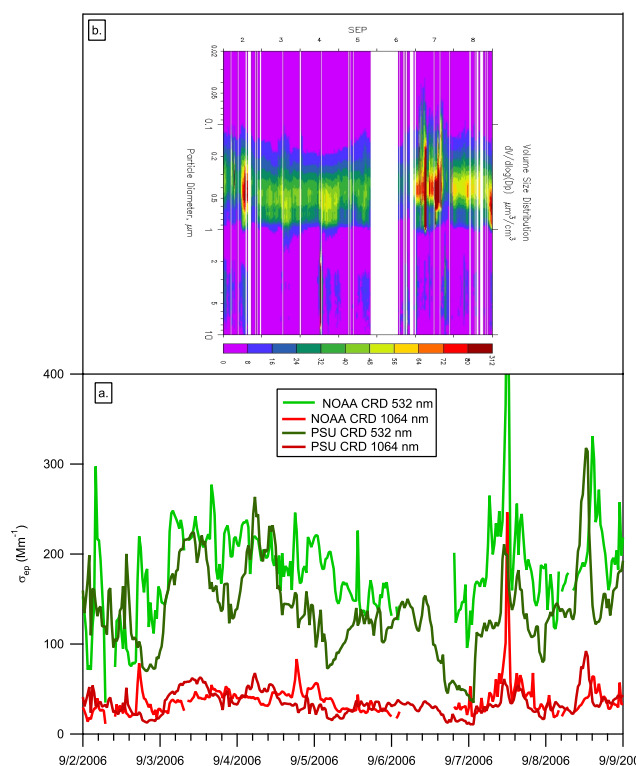 b.
SEP
2 3 4 5 6 7 8
0.02
0.05
0.1
0.2
0.5
1
2
5
10
Particle Diameter, μm
Volume Size Distribution
dV/dlog(Dp) μm³/cm³
0 8 16 24 32 40 48 56 64 72 80 312
a.
NOAA CRD 532 nm
NOAA CRD 1064 nm
PSU CRD 532 nm
PSU CRD 1064 nm
400
300
200
100
0
σep (Mm-1)
9/2/2006 9/3/2006 9/4/2006 9/5/2006 9/6/2006 9/7/2006 9/8/2006 9/9/2006